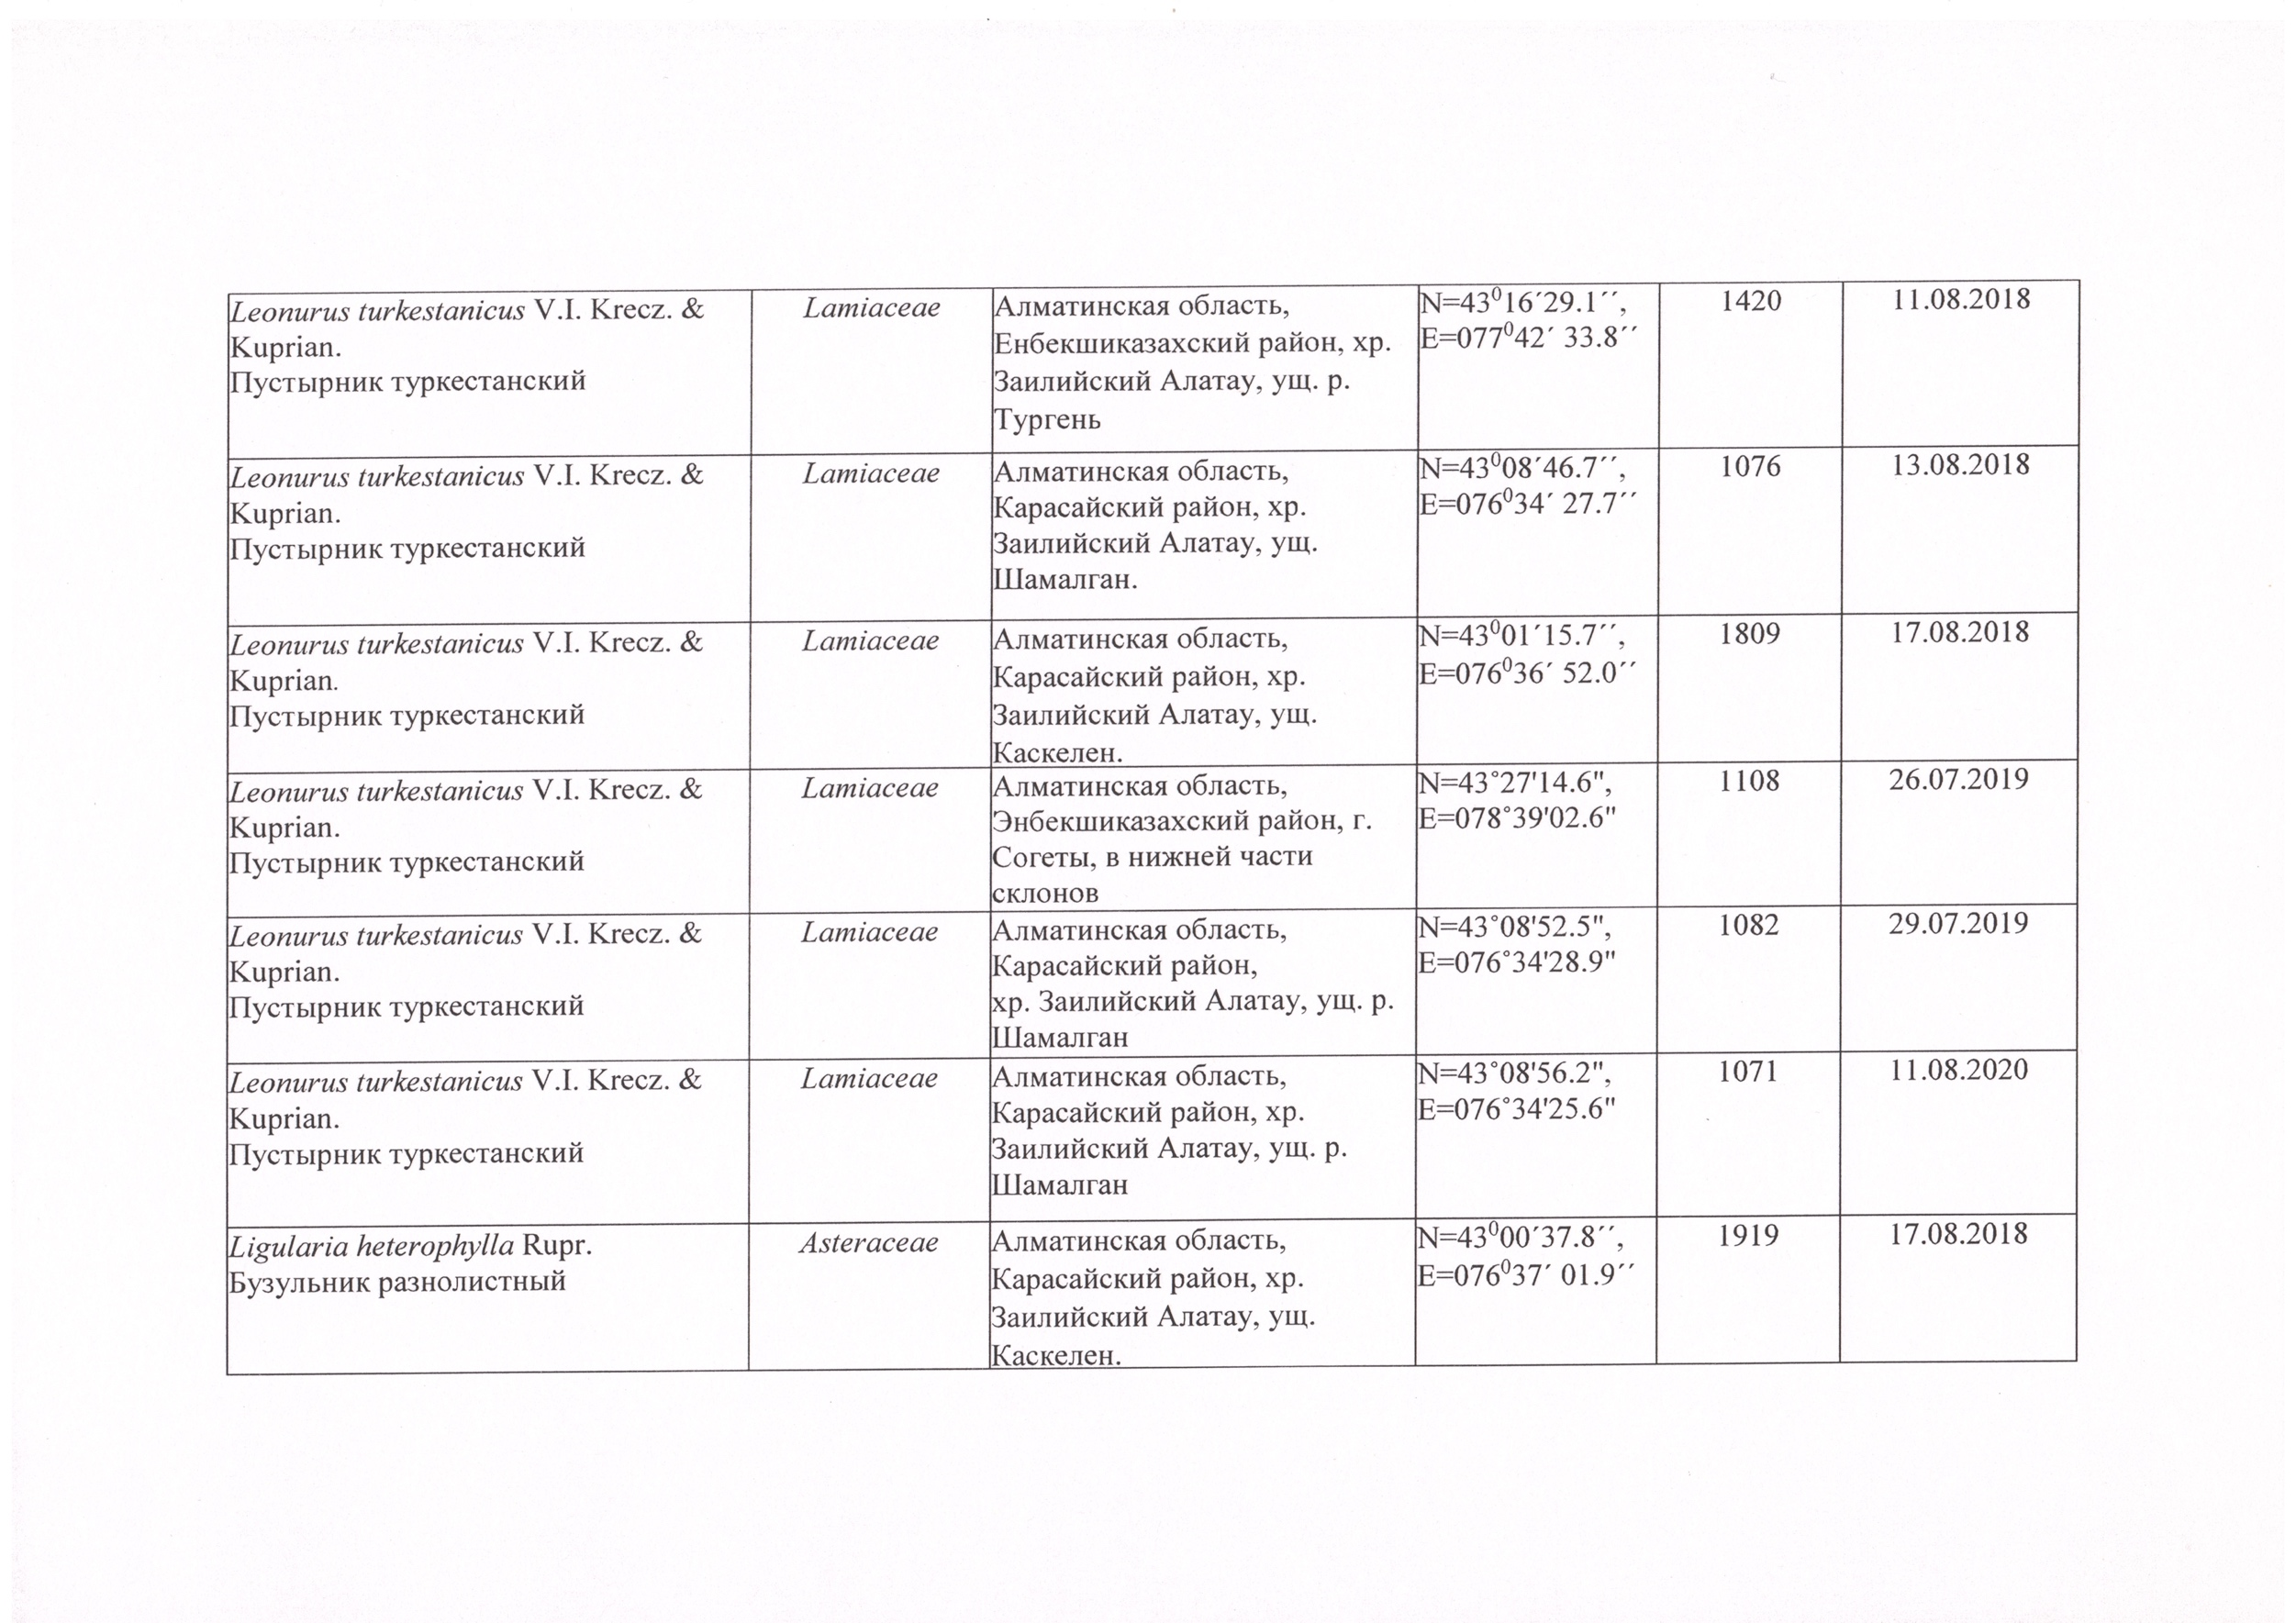 Leonurus turkestanicus V.I. Krecz. &
Kuprian.
Пустырник туркестанский
Lamiaceae
Алматинская область,
Енбекшиказахский район, хр.
Заилийский Алатау, ущ. р.
Тургень
N=43⁰16´29.1´´,
E=077⁰42´ 33.8´´
1420
11.08.2018
Leonurus turkestanicus V.I. Krecz. &
Kuprian.
Пустырник туркестанский
Lamiaceae
Алматинская область,
Карасайский район, хр.
Заилийский Алатау, ущ.
Шамалган.
N=43⁰08´46.7´´,
E=076⁰34´ 27.7´´
1076
13.08.2018
Leonurus turkestanicus V.I. Krecz. &
Kuprian.
Пустырник туркестанский
Lamiaceae
Алматинская область,
Карасайский район, хр.
Заилийский Алатау, ущ.
Каскелен.
N=43⁰01´15.7´´,
E=076⁰36´ 52.0´´
1809
17.08.2018
Leonurus turkestanicus V.I. Krecz. &
Kuprian.
Пустырник туркестанский
Lamiaceae
Алматинская область,
Энбекшиказахский район, г.
Согеты, в нижней части
склонов
N=43°27'14.6",
E=078°39'02.6"
1108
26.07.2019
Leonurus turkestanicus V.I. Krecz. &
Kuprian.
Пустырник туркестанский
Lamiaceae
Алматинская область,
Карасайский район,
хр. Заилийский Алатау, ущ. р.
Шамалган
N=43°08'52.5",
E=076°34'28.9"
1082
29.07.2019
Leonurus turkestanicus V.I. Krecz. &
Kuprian.
Пустырник туркестанский
Lamiaceae
Алматинская область,
Карасайский район, хр.
Заилийский Алатау, ущ. р.
Шамалган
N=43°08'56.2",
E=076°34'25.6"
1071
11.08.2020
Ligularia heterophylla Rupr.
Бузульник разнолистный
Asteraceae
Алматинская область,
Карасайский район, хр.
Заилийский Алатау, ущ.
Каскелен.
N=43⁰00´37.8´´,
E=076⁰37´ 01.9´´
1919
17.08.2018